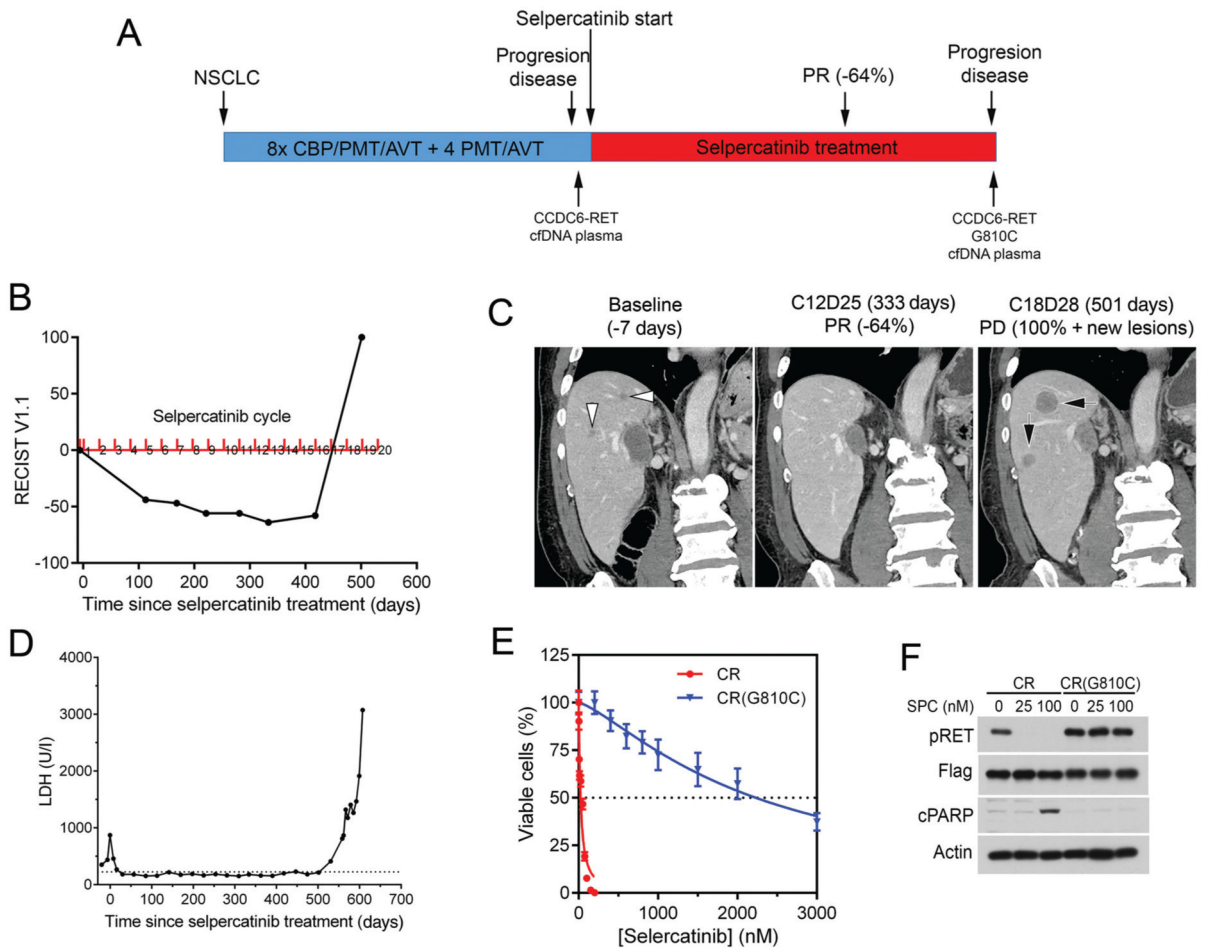 A
Selpercatinib start
NSCLC
Progresion
disease
PR (-64%)
Progresion
disease
8x CBP/PMT/AVT + 4 PMT/AVT
Selpercatinib treatment
CCDC6-RET
cfDNA plasma
CCDC6-RET
G810C
cfDNA plasma
B
RECIST V1.1
100
50
0
-50
-100
Selpercatinib cycle
1 2 3 4 5 6 7 8 9 10 11 12 13 14 15 16 17 18 19 20
0 100 200 300 400 500 600
Time since selpercatinib treatment (days)
C
Baseline
(-7 days)
C12D25 (333 days)
PR (-64%)
C18D28 (501 days)
PD (100% + new lesions)
D
LDH (U/l)
4000
3000
2000
1000
0
0 100 200 300 400 500 600 700
Time since selpercatinib treatment (days)
E
Viable cells (%)
125
100
75
50
25
0
CR
CR(G810C)
0 1000 2000 3000
[Selercatinib] (nM)
F
CR CR(G810C)
SPC (nM) 0 25 100 0 25 100
pRET
Flag
cPARP
Actin